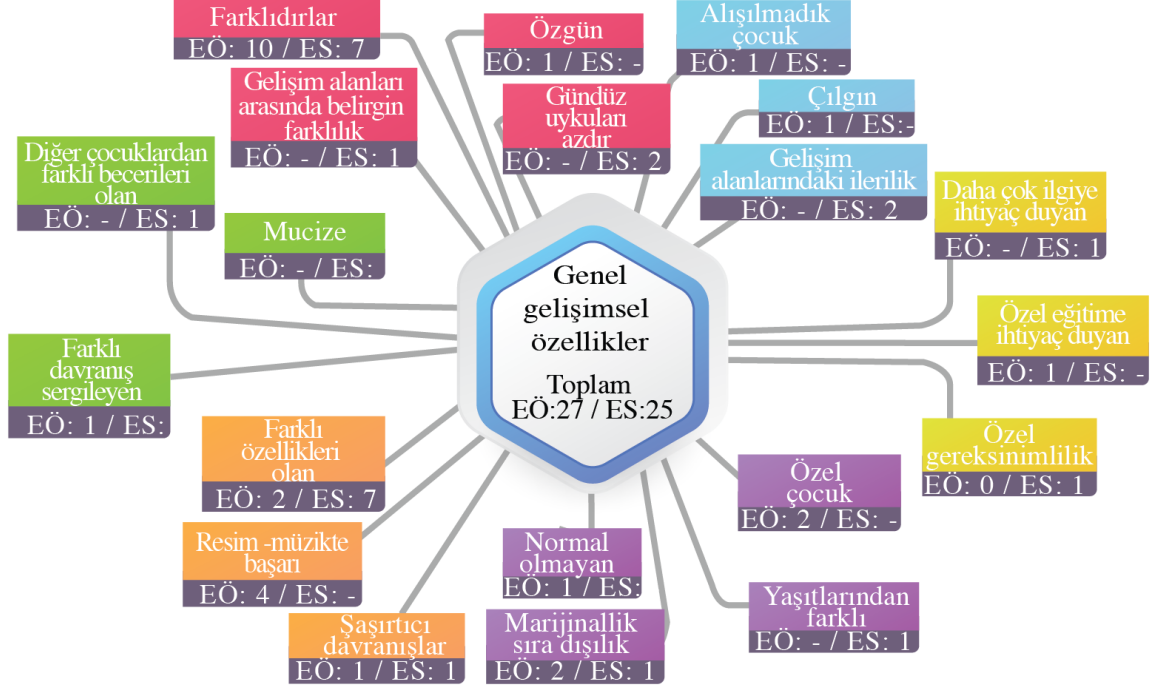 Farklıdırlar
EÖ: 10 / ES: 7
Özgün
EÖ: 1 / ES: -
Alışılmadık
çocuk
EÖ: 1 / ES: -
Gelişim alanları
arasında belirgin
farklılık
EÖ: - / ES: 1
Gündüz
uykuları
azdır
EÖ: - / ES: 2
Çılgın
EÖ: 1 / ES:-
Diğer çocuklardan
farklı becerileri
olan
EÖ: - / ES: 1
Gelişim
alanlarındaki ilerilik
EÖ: - / ES: 2
Daha çok ilgiye
ihtiyaç duyan
EÖ: - / ES: 1
Mucize
EÖ: - / ES:
Genel
gelişimsel
özellikler
Toplam
EÖ:27 / ES:25
Özel eğitime
ihtiyaç duyan
EÖ: 1 / ES: -
Farklı
davranış
sergileyen
EÖ: 1 / ES:
Farklı
özellikleri
olan
EÖ: 2 / ES: 7
Özel
gereksinimlilik
EÖ: 0 / ES: 1
Özel
çocuk
EÖ: 2 / ES: -
Resim -müzikte
başarı
EÖ: 4 / ES: -
Normal
olmayan
EÖ: 1 / ES:
Yaşıtlarından
farklı
EÖ: - / ES: 1
Şaşırtıcı
davranışlar
EÖ: 1 / ES: 1
Marijinallik
sıra dışılık
EÖ: 2 / ES: 1